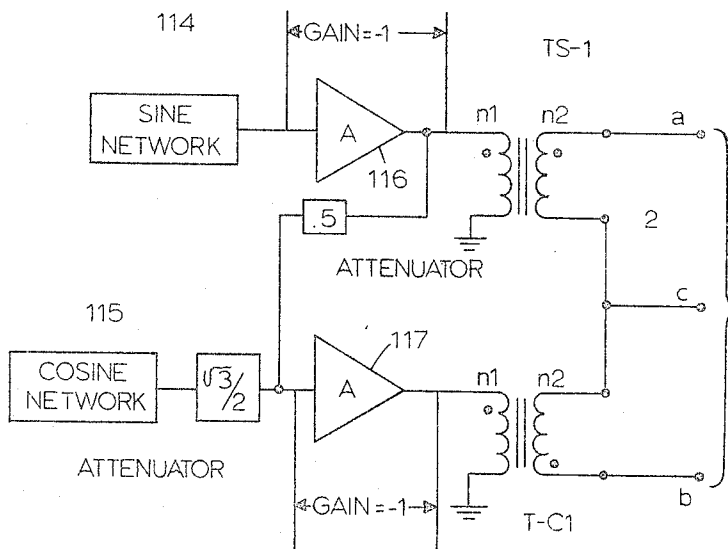 114
GAIN=-1
TS-1
SINE
NETWORK
A
n1
n2
a
116
.5
2
ATTENUATOR
c
115
117
COSINE
NETWORK
√3/2
A
n1
n2
ATTENUATOR
GAIN=-1
b
T-C1